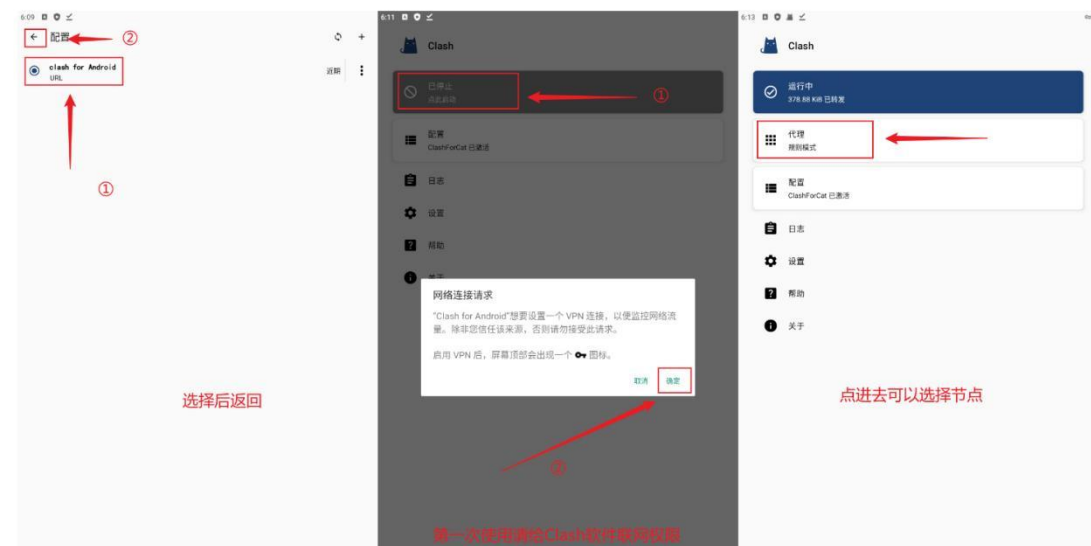 6:09
← 配置 ②
clash for Android
URL
近期
①
选择后返回
6:11
Clash
已停止
点此启动
①
配置
ClashForCat 已激活
日志
设置
帮助
关于
网络连接请求
"Clash for Android"想要设置一个 VPN 连接，以便监控网络流
量。除非您信任该来源，否则请勿接受此请求。
启用 VPN 后，屏幕顶部会出现一个 图标。
取消 确定
②
第一次使用请给Clash软件联网权限
6:13
Clash
运行中
378.88 KiB 已转发
代理
规则模式
配置
ClashForCat 已激活
日志
设置
帮助
关于
点进去可以选择节点